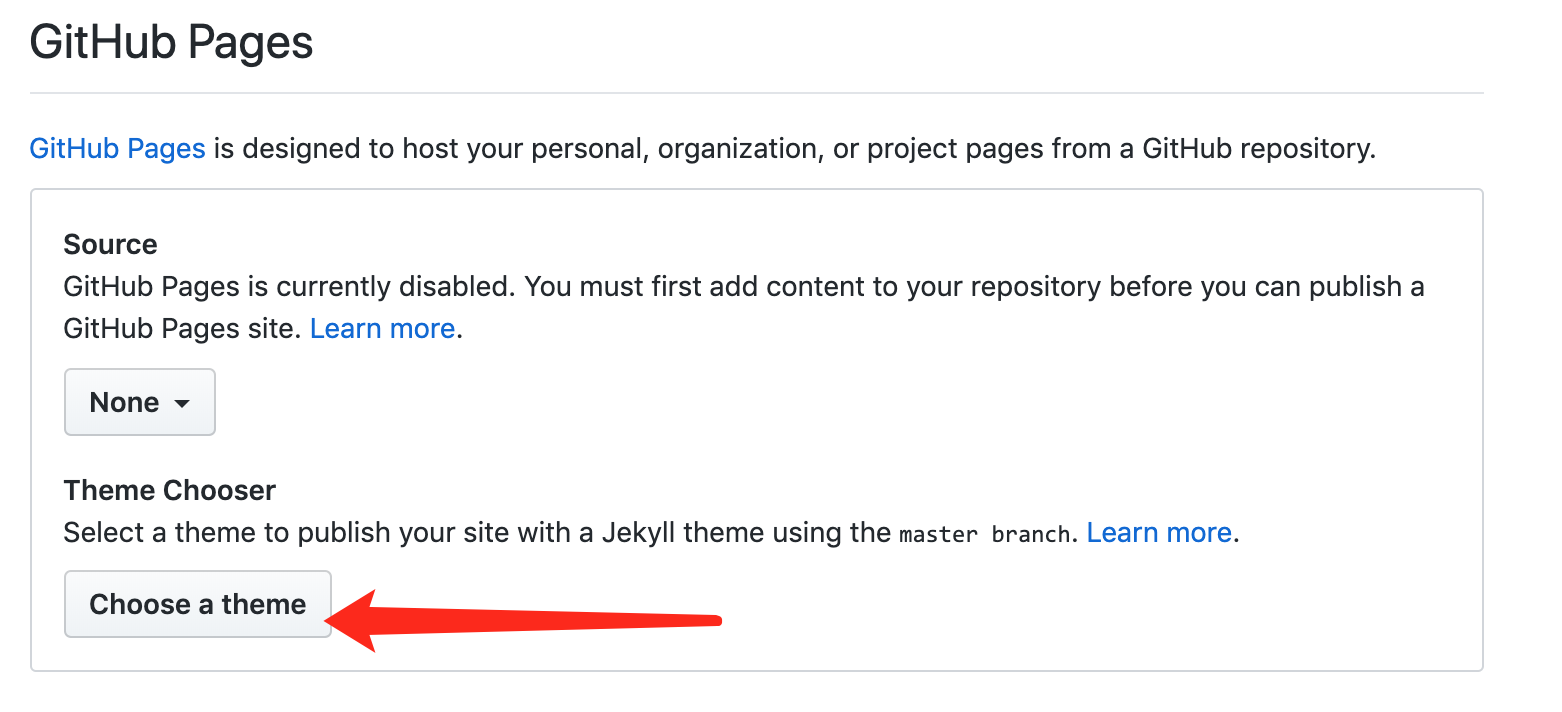 GitHub Pages
GitHub Pages is designed to host your personal, organization, or project pages from a GitHub repository.
Source
GitHub Pages is currently disabled. You must first add content to your repository before you can publish a
GitHub Pages site. Learn more.
None
Theme Chooser
Select a theme to publish your site with a Jekyll theme using the master branch. Learn more.
Choose a theme